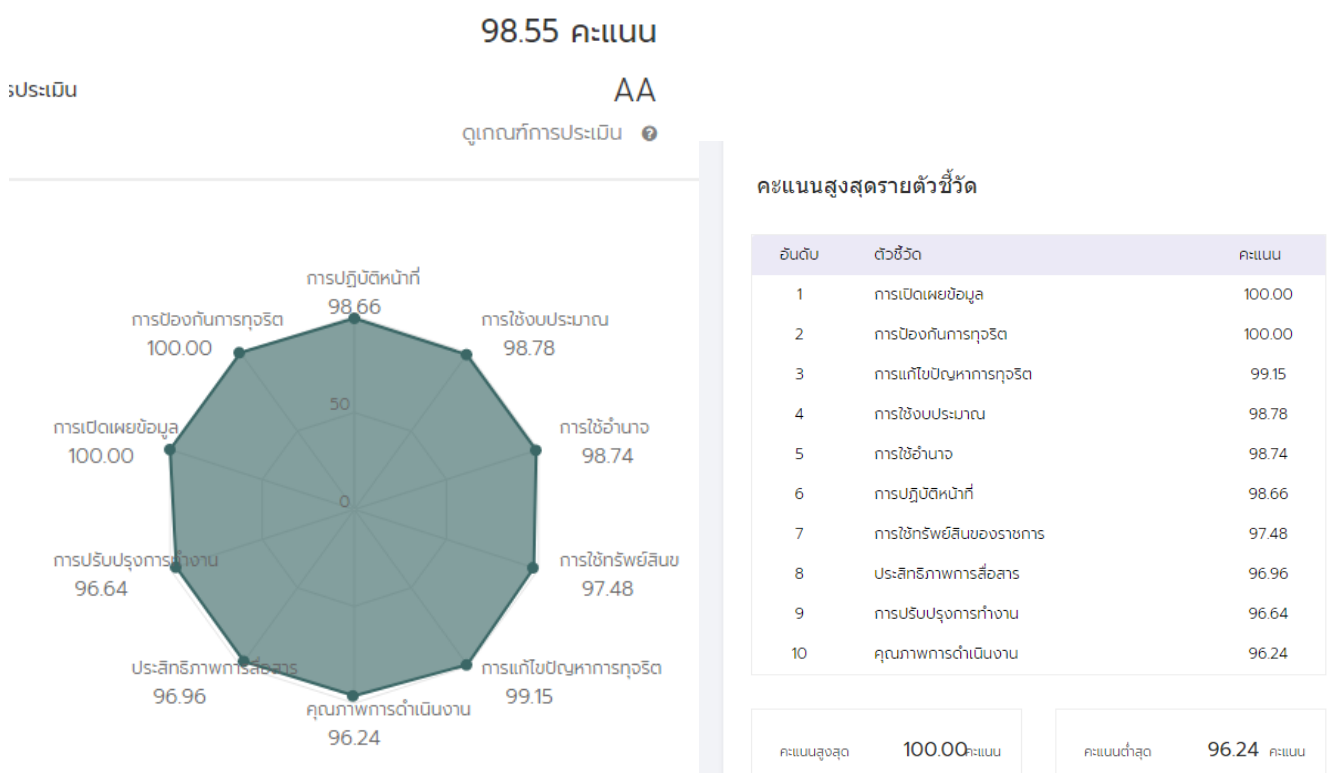 98.55 คะแนน
รประเมิน
AA
ดูเกณฑ์การประเมิน ?
การปฏิบัติหน้าที่
98.66
การป้องกันการทุจริต
100.00
การใช้งบประมาณ
98.78
50
การเปิดเผยข้อมูล
100.00
การใช้อำนาจ
98.74
0
การปรับปรุงการทำงาน
96.64
การใช้ทรัพย์สินข
97.48
ประสิทธิภาพการสื่อสาร
96.96
การแก้ไขปัญหาการทุจริต
99.15
คุณภาพการดำเนินงาน
96.24
คะแนนสูงสุดรายตัวชี้วัด
อันดับ ตัวชี้วัด คะแนน
1 การเปิดเผยข้อมูล 100.00
2 การป้องกันการทุจริต 100.00
3 การแก้ไขปัญหาการทุจริต 99.15
4 การใช้งบประมาณ 98.78
5 การใช้อำนาจ 98.74
6 การปฏิบัติหน้าที่ 98.66
7 การใช้ทรัพย์สินของราชการ 97.48
8 ประสิทธิภาพการสื่อสาร 96.96
9 การปรับปรุงการทำงาน 96.64
10 คุณภาพการดำเนินงาน 96.24
คะแนนสูงสุด 100.00 คะแนน
คะแนนต่ำสุด 96.24 คะแนน